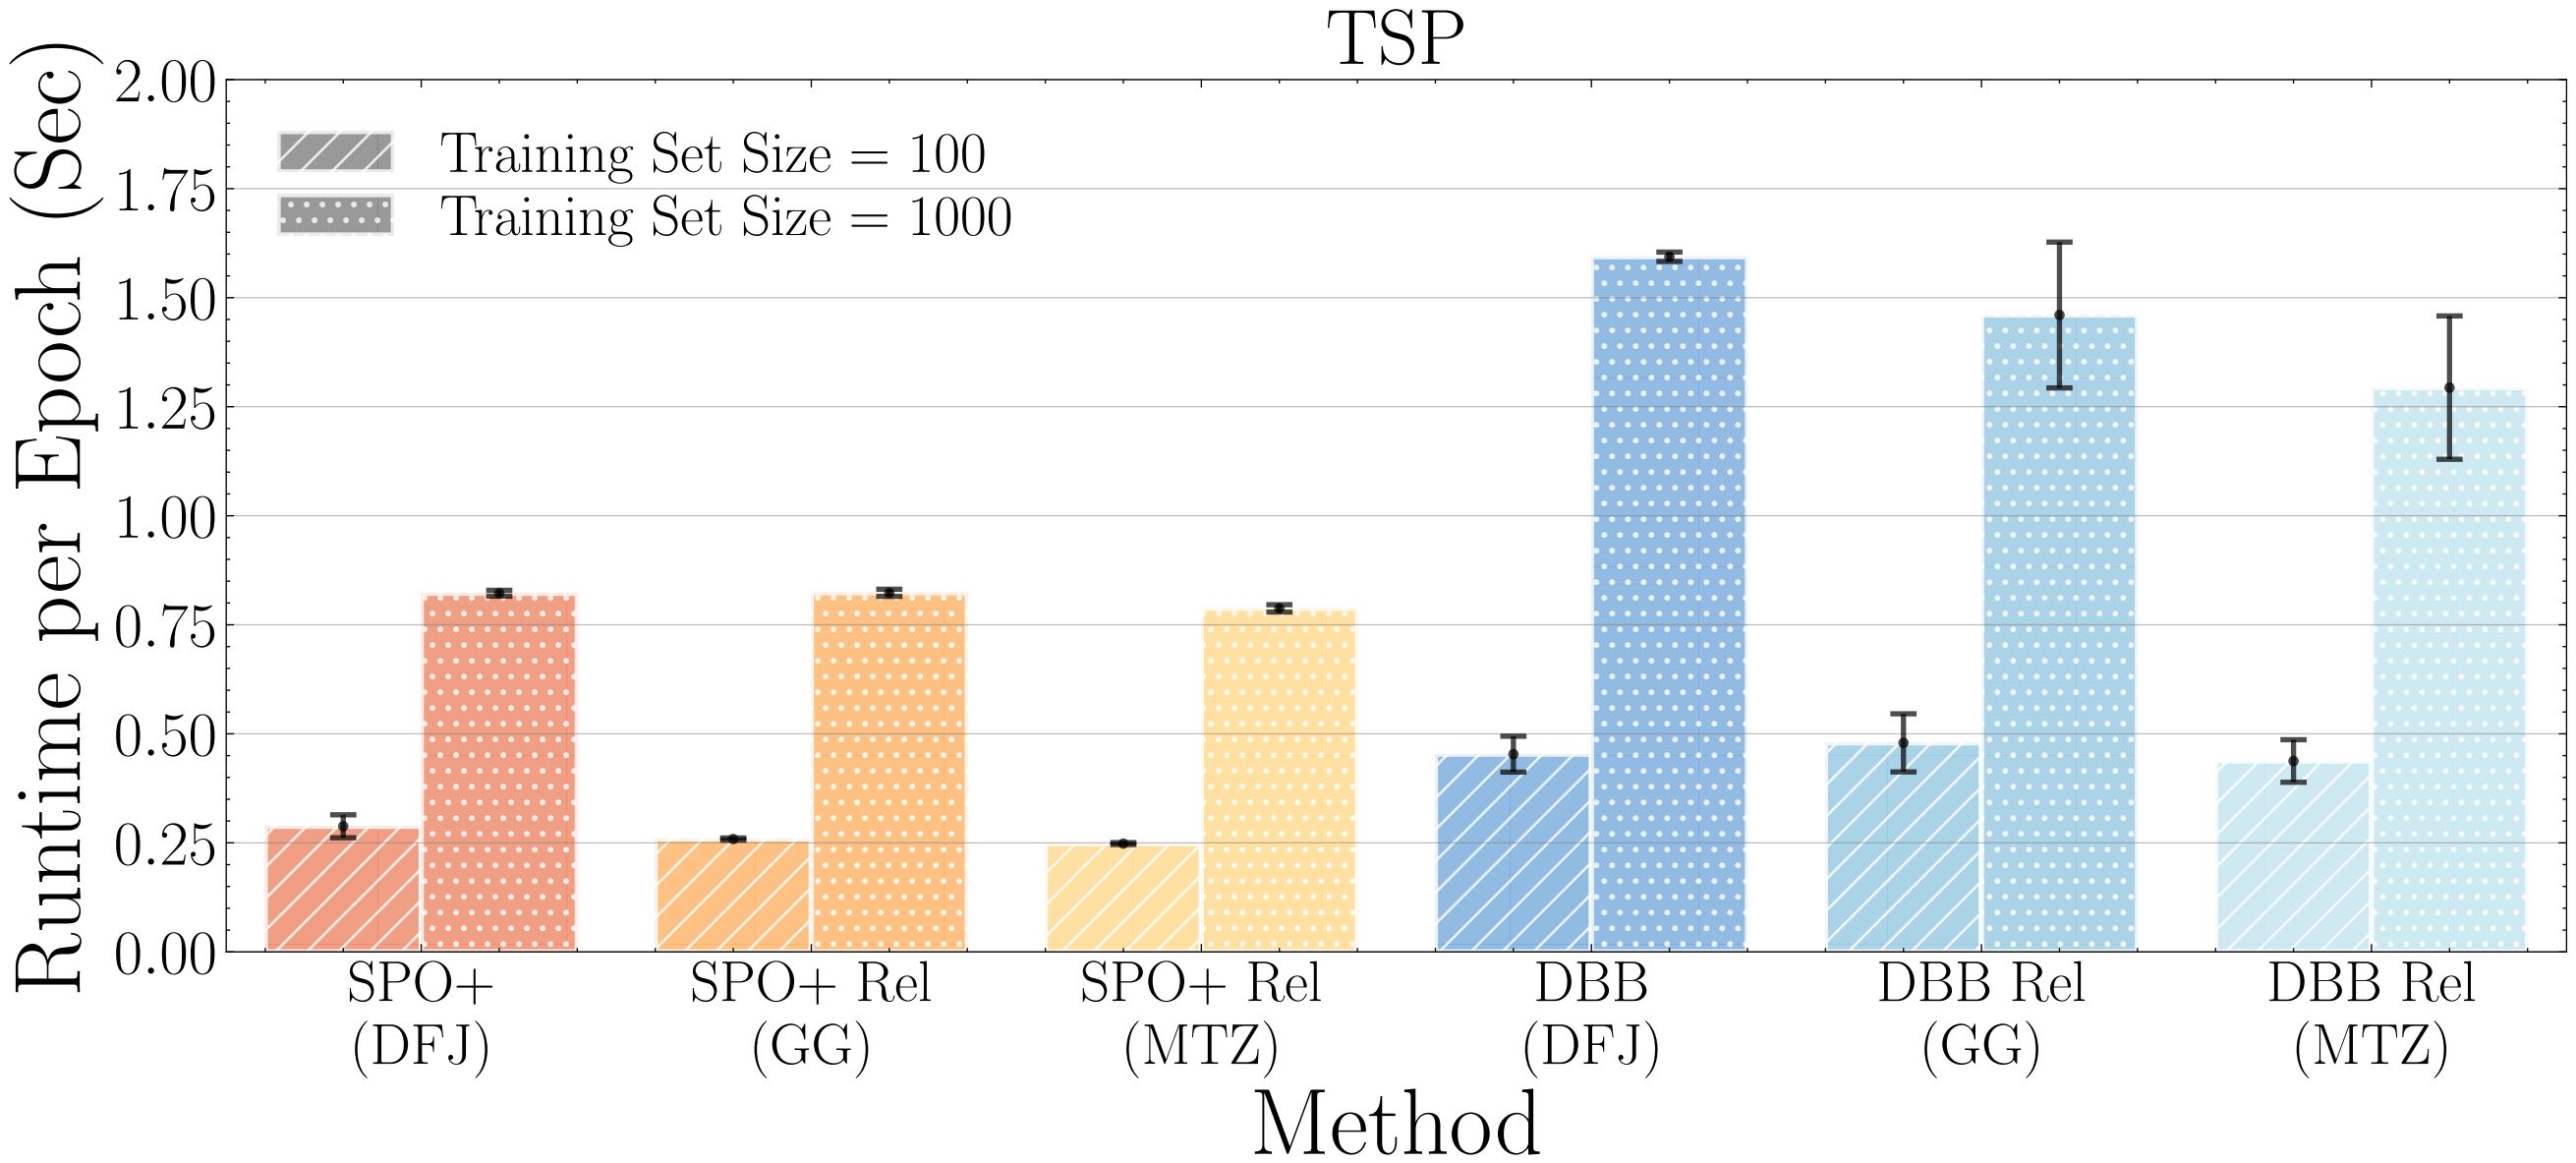 TSP
Runtime per Epoch (Sec)
2.00
1.75
1.50
1.25
1.00
0.75
0.50
0.25
0.00
Training Set Size = 100
Training Set Size = 1000
SPO+
(DFJ)
SPO+ Rel
(GG)
SPO+ Rel
(MTZ)
DBB
(DFJ)
DBB Rel
(GG)
DBB Rel
(MTZ)
Method